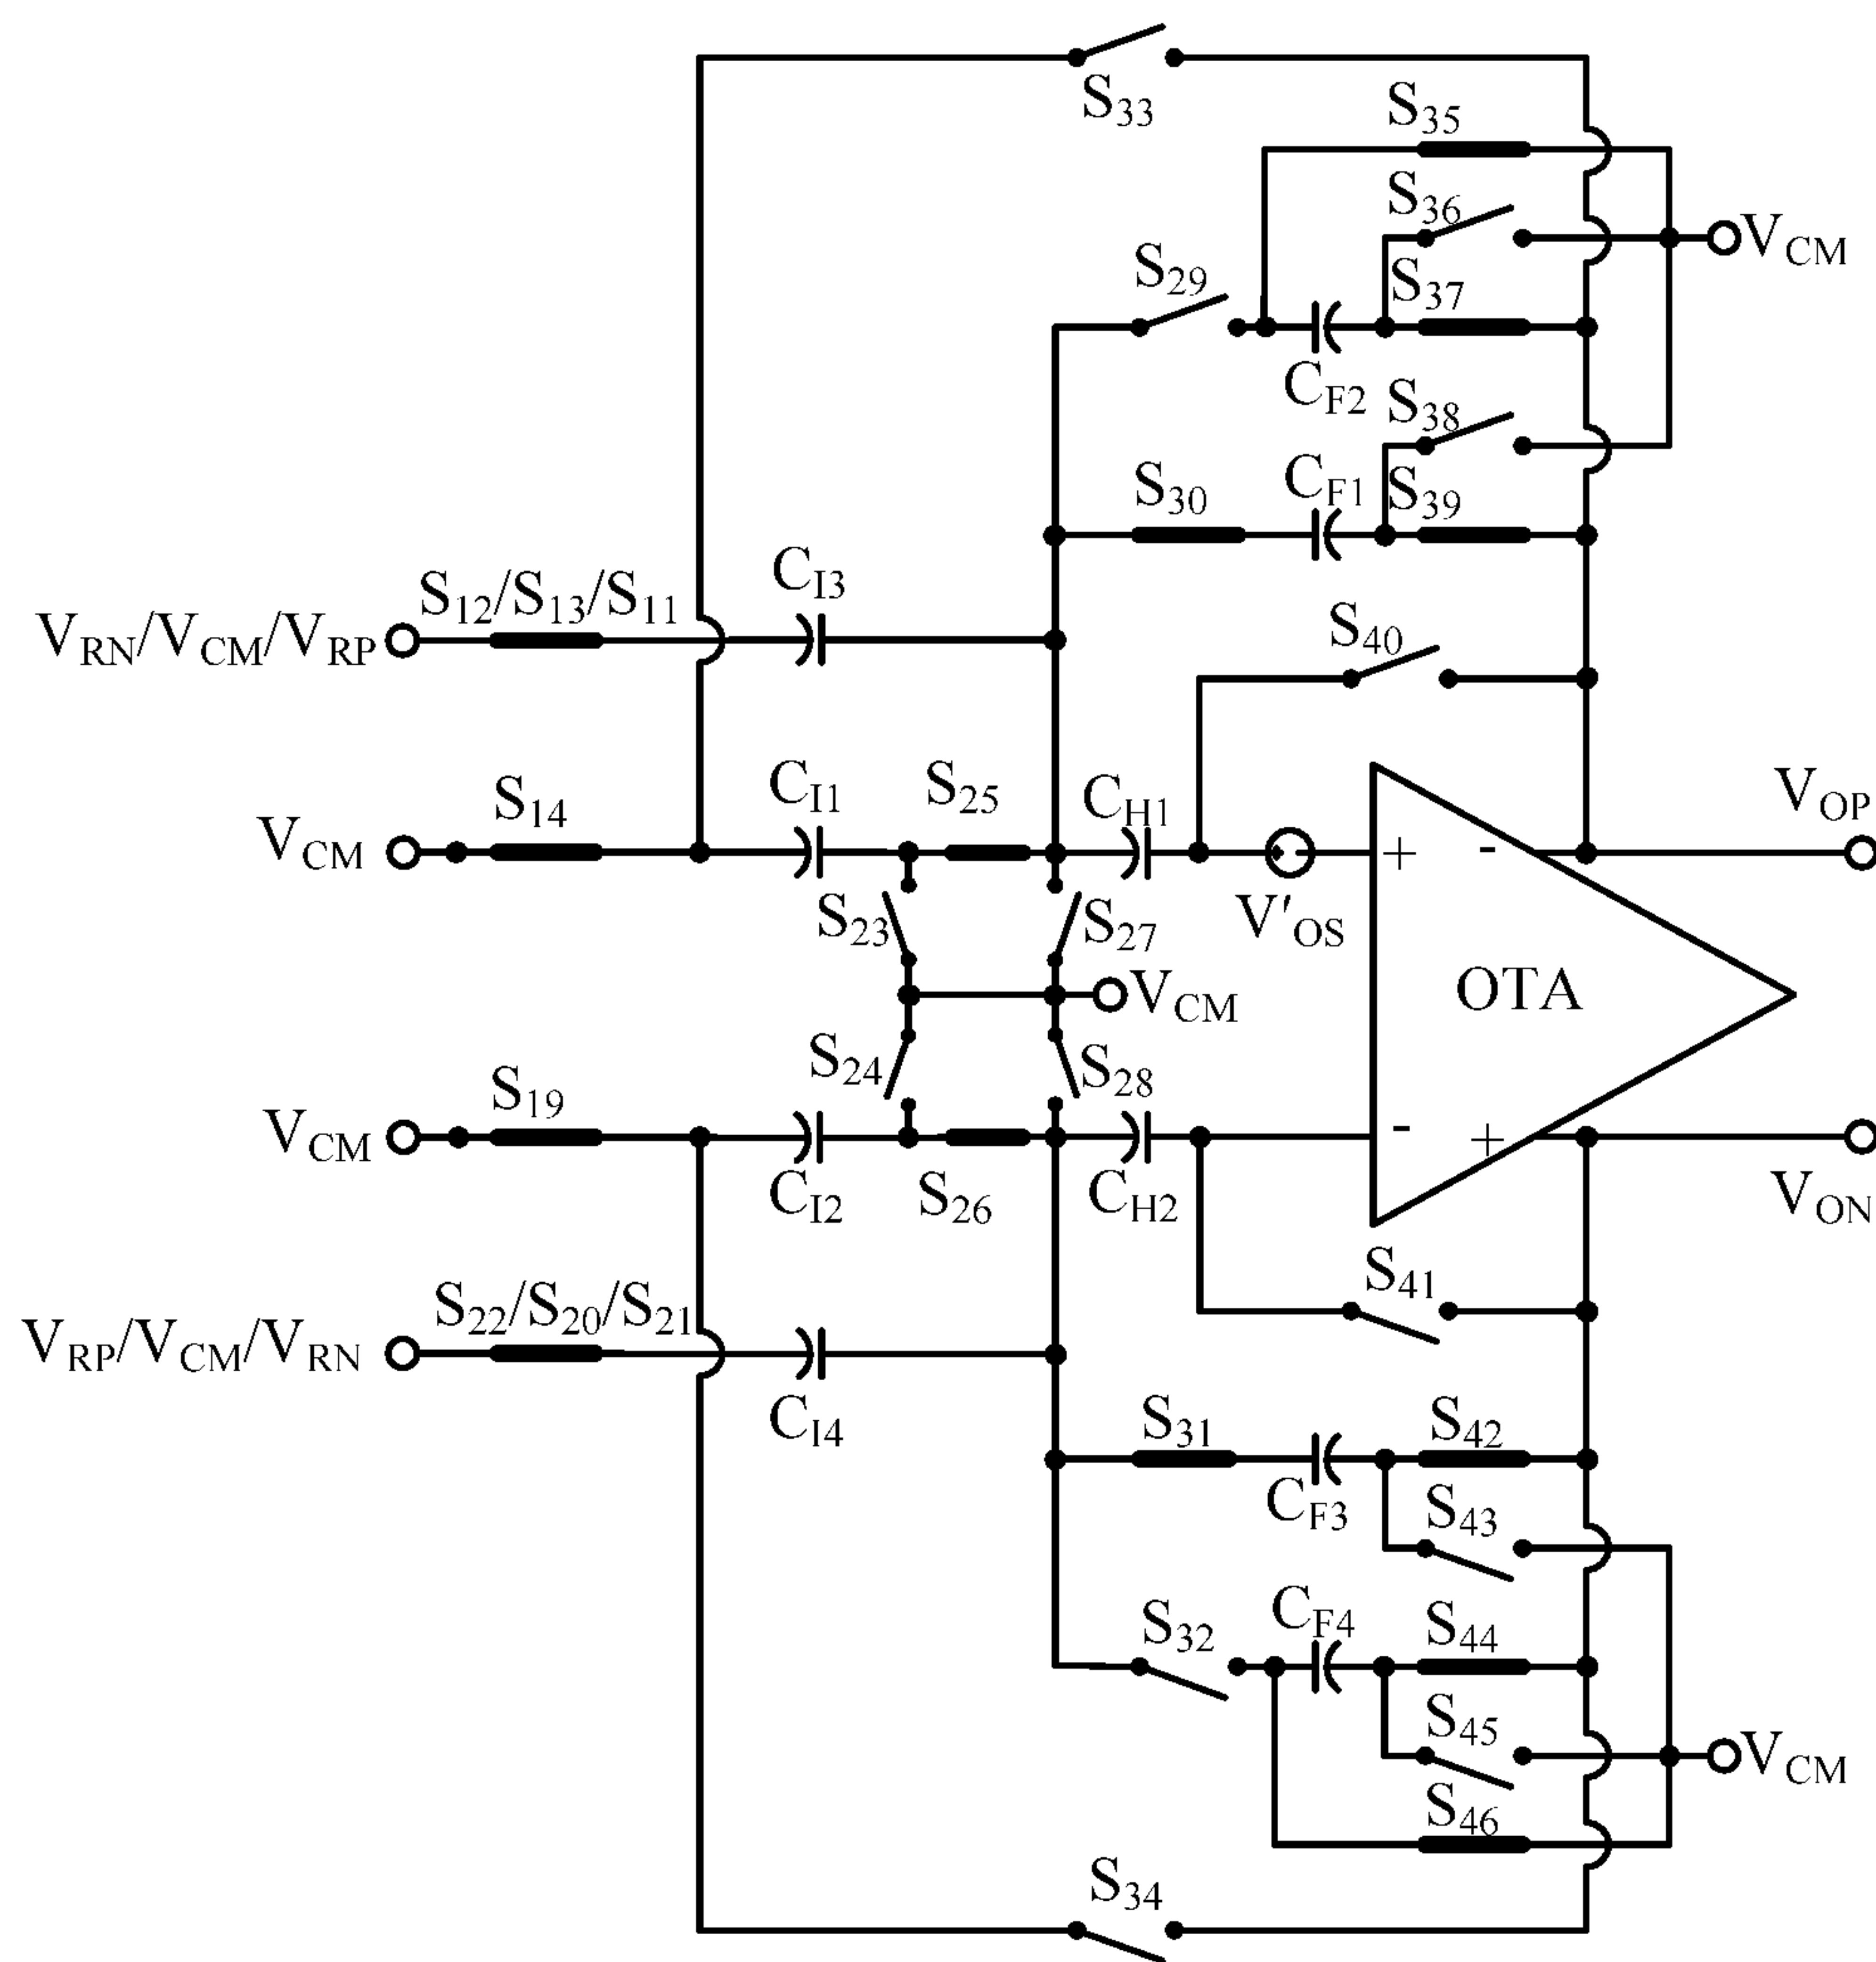 S33
S35
S36
VCM
S29
S37
CF2
S38
S30
CF1
S39
CI3
S12/S13/S11
VRN/VCM/VRP
S40
CI1
S25
CH1
S14
VCM
VOP
+
-
S23
S27
V'OS
OTA
VCM
S24
S28
S19
VCM
-
+
CI2
S26
CH2
VON
S22/S20/S21
VRP/VCM/VRN
S41
CI4
S31
S42
CF3
S43
CF4
S32
S44
S45
VCM
S46
S34